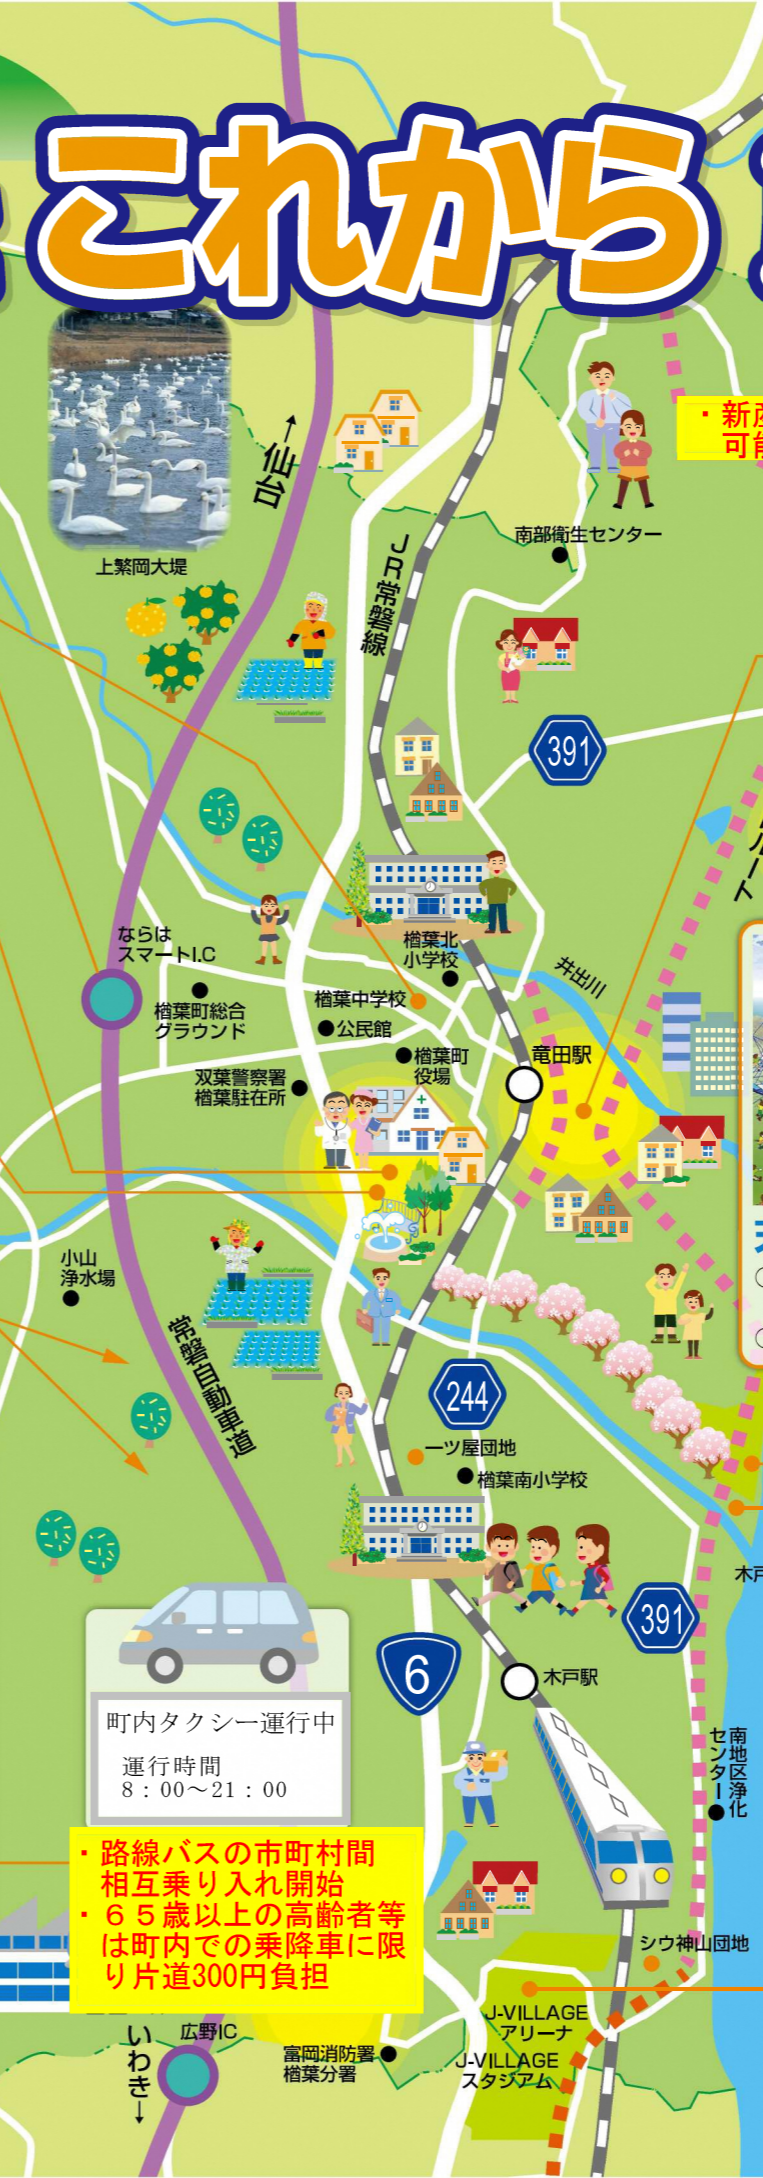 これから
・新産
可能
←仙台
上繁岡大堤
JR常磐線
南部衛生センター
391
ルート
ならは
スマートI.C
楢葉北
小学校
井出川
楢葉町総合
グラウンド
楢葉中学校
公民館
楢葉町
役場
竜田駅
双葉警察署
楢葉駐在所
小山
浄水場
常磐自動車道
244
一ツ屋団地
楢葉南小学校
木戸
391
6
木戸駅
町内タクシー運行中
運行時間
8：00～21：00
南地区浄化
センター
・路線バスの市町村間
相互乗り入れ開始
・６５歳以上の高齢者等
は町内での乗降車に限
り片道300円負担
シウ神山団地
J-VILLAGE
アリーナ
J-VILLAGE
スタジアム
いわき→
広野IC
富岡消防署
楢葉分署